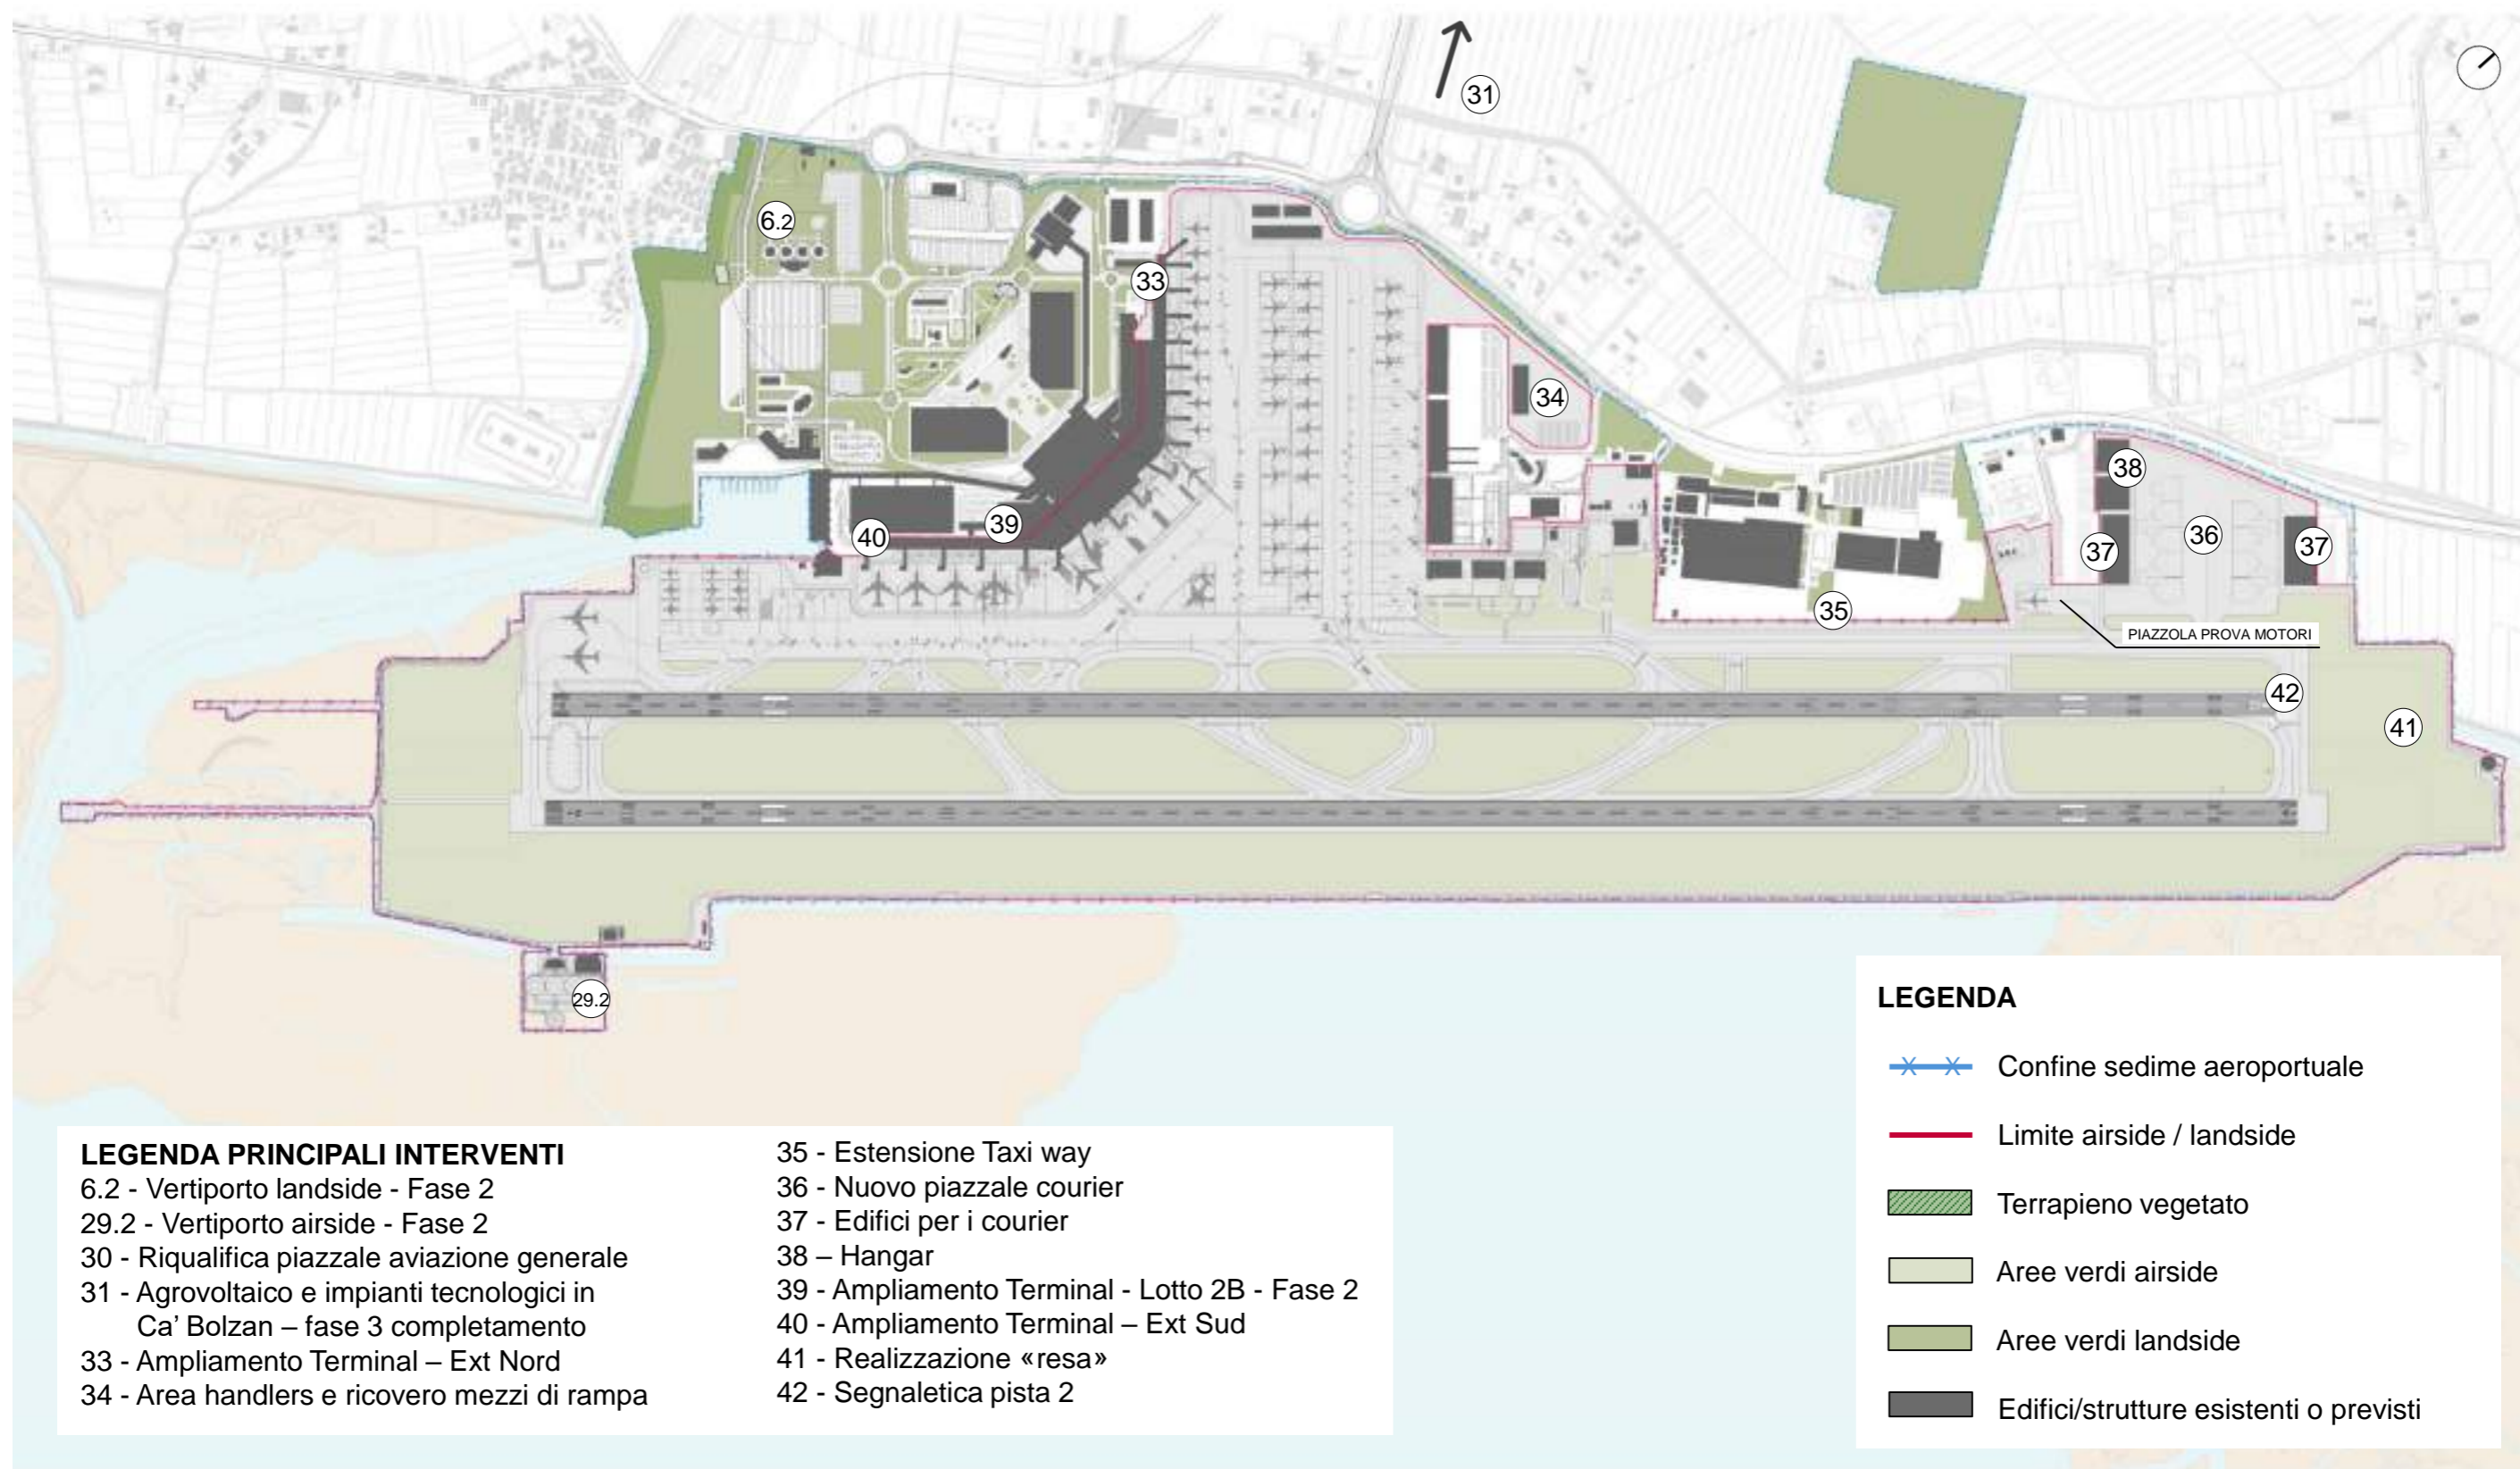 31
6.2
33
34
38
36
37
37
39
40
35
PIAZZOLA PROVA MOTORI
42
41
29.2
LEGENDA PRINCIPALI INTERVENTI
6.2 - Vertiporto landside - Fase 2
29.2 - Vertiporto airside - Fase 2
30 - Riqualifica piazzale aviazione generale
31 - Agrovoltaico e impianti tecnologici in
Ca’ Bolzan – fase 3 completamento
33 - Ampliamento Terminal – Ext Nord
34 - Area handlers e ricovero mezzi di rampa
35 - Estensione Taxi way
36 - Nuovo piazzale courier
37 - Edifici per i courier
38 – Hangar
39 - Ampliamento Terminal - Lotto 2B - Fase 2
40 - Ampliamento Terminal – Ext Sud
41 - Realizzazione «resa»
42 - Segnaletica pista 2
LEGENDA
Confine sedime aeroportuale
Limite airside / landside
Terrapieno vegetato
Aree verdi airside
Aree verdi landside
Edifici/strutture esistenti o previsti